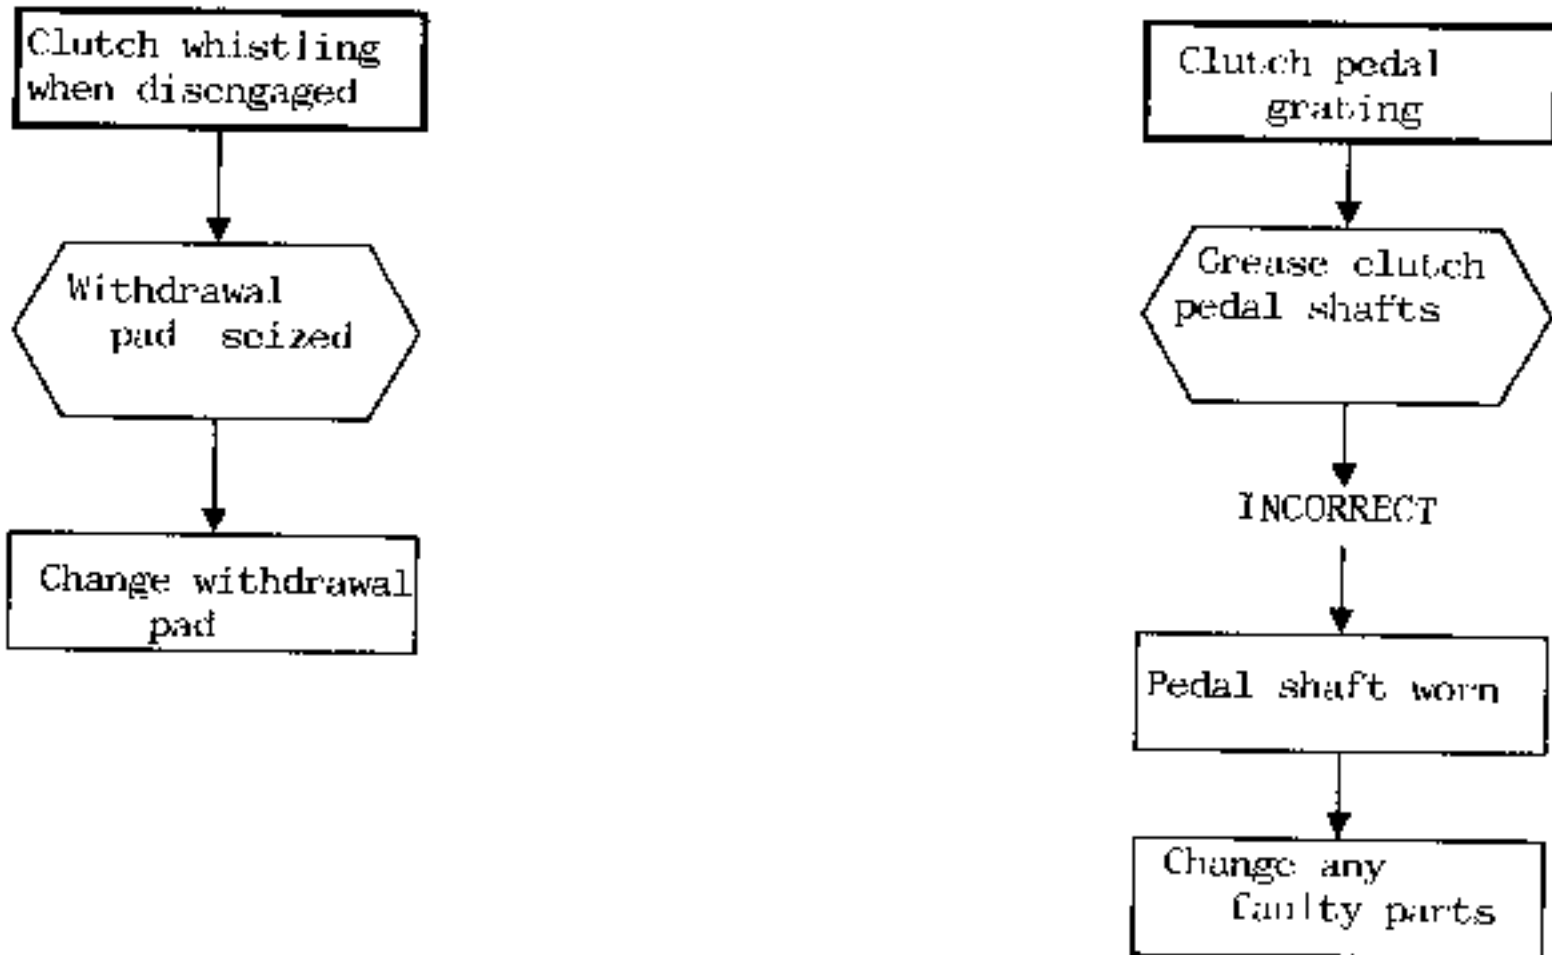 Clutch whistling
when disengaged
Withdrawal
pad seized
Change withdrawal
pad
Clutch pedal
grating
Grease clutch
pedal shafts
INCORRECT
Pedal shaft worn
Change any
faulty parts